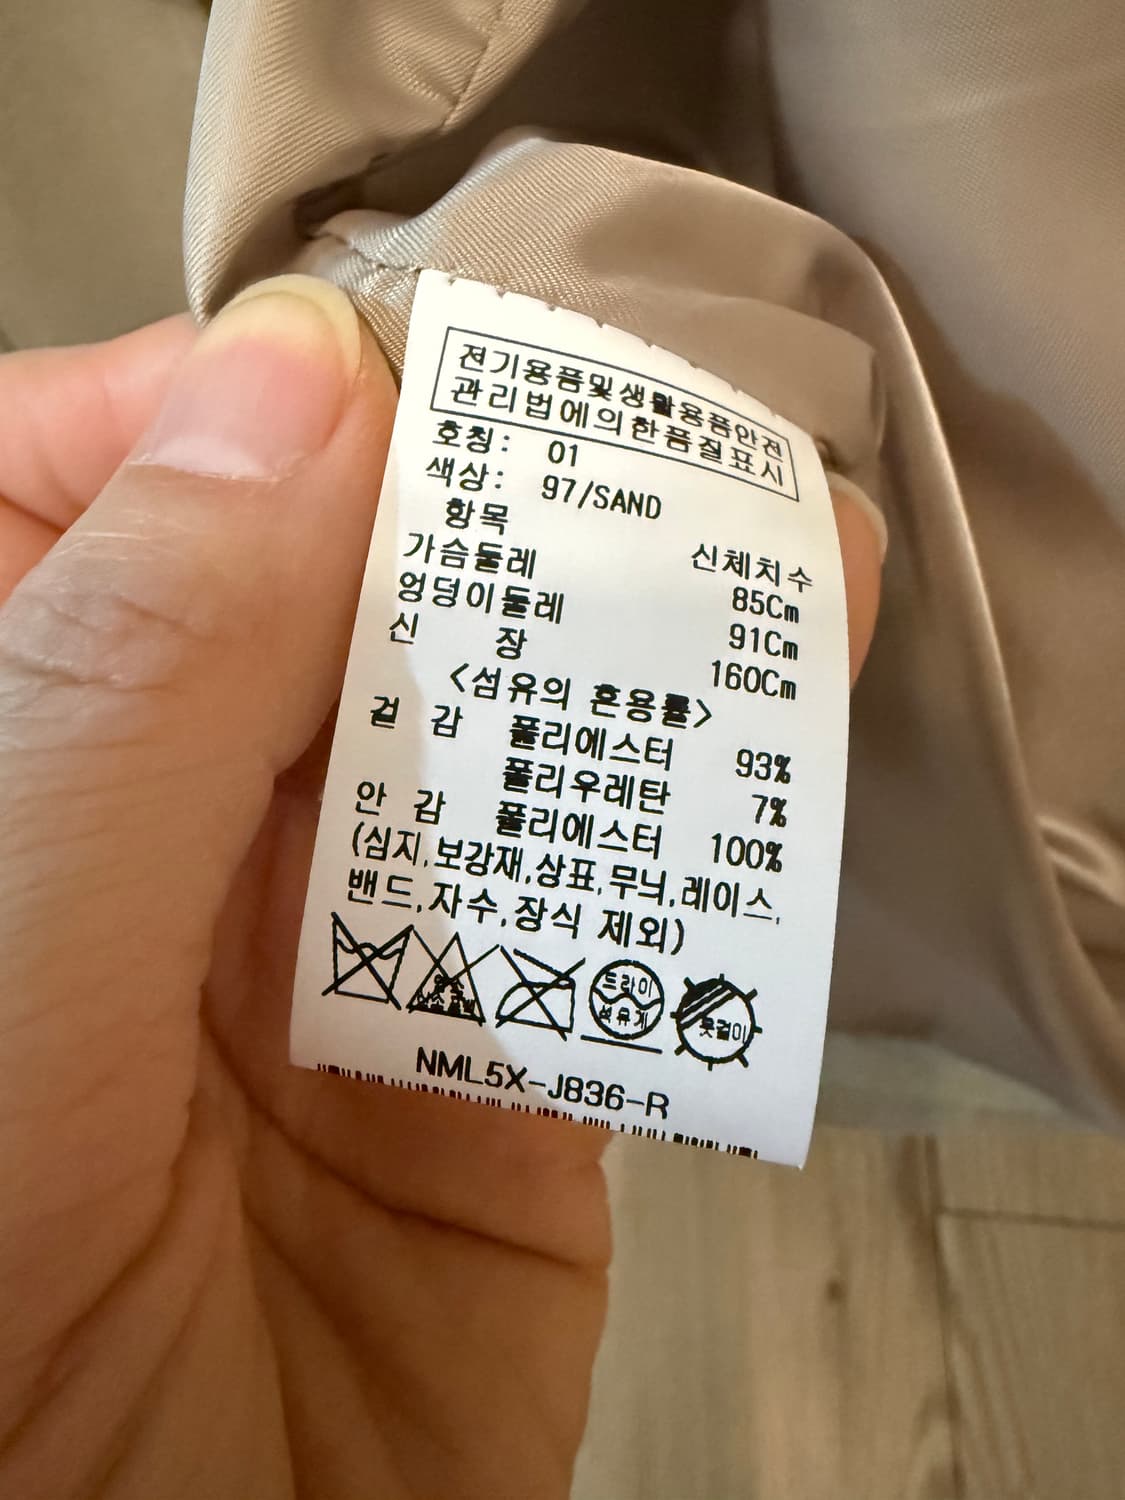 전기용품및생활용품안전
관리법에의한품질표시
호칭: 01
색상: 97/SAND
항목 신체치수
가슴둘레 85Cm
엉덩이둘레 91Cm
신 장 160Cm
<섬유의 혼용률>
겉 감 폴리에스터 93%
폴리우레탄 7%
안 감 폴리에스터 100%
(심지,보강재,상표,무늬,레이스,
밴드,자수,장식 제외)
드라이
석유계
옷걸이
NML5X-J836-R